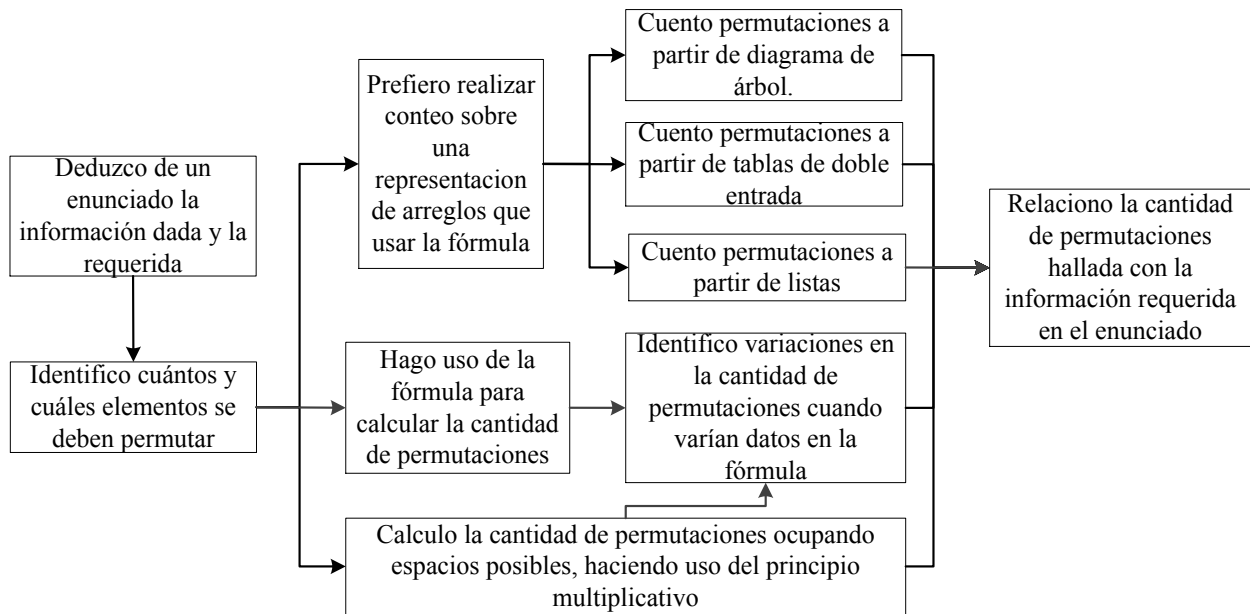 Deduzco de un
enunciado la
información dada y la
requerida
Identifico cuántos y
cuáles elementos se
deben permutar
Prefiero realizar
conteo sobre
una
representacion
de arreglos que
usar la fórmula
Hago uso de la
fórmula para
calcular la cantidad
de permutaciones
Calculo la cantidad de permutaciones ocupando
espacios posibles, haciendo uso del principio
multiplicativo
Cuento permutaciones a
partir de diagrama de
árbol.
Cuento permutaciones a
partir de tablas de doble
entrada
Cuento permutaciones a
partir de listas
Identifico variaciones en
la cantidad de
permutaciones cuando
varían datos en la
fórmula
Relaciono la cantidad
de permutaciones
hallada con la
información requerida
en el enunciado